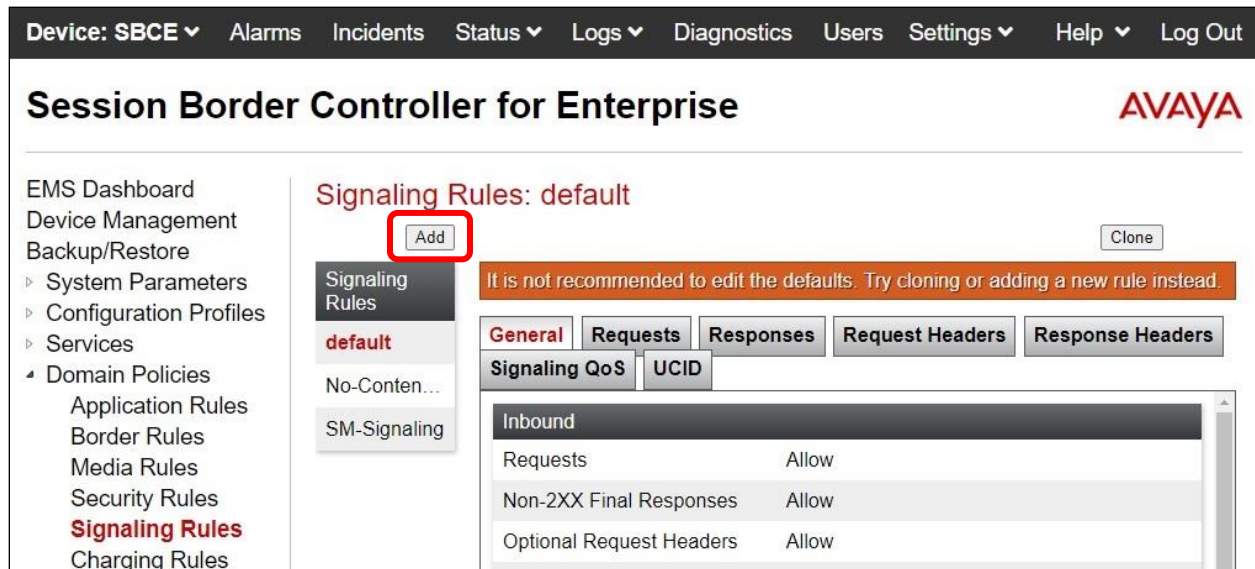 Device: SBCE Alarms Incidents Status Logs Diagnostics Users Settings Help Log Out
Session Border Controller for Enterprise
AVAYA
EMS Dashboard
Device Management
Backup/Restore
System Parameters
Configuration Profiles
Services
Domain Policies
Application Rules
Border Rules
Media Rules
Security Rules
Signaling Rules
Charging Rules
Signaling Rules: default
Add
Clone
Signaling
Rules
default
No-Conten...
SM-Signaling
It is not recommended to edit the defaults. Try cloning or adding a new rule instead.
General Requests Responses Request Headers Response Headers
Signaling QoS UCID
Inbound
Requests Allow
Non-2XX Final Responses Allow
Optional Request Headers Allow